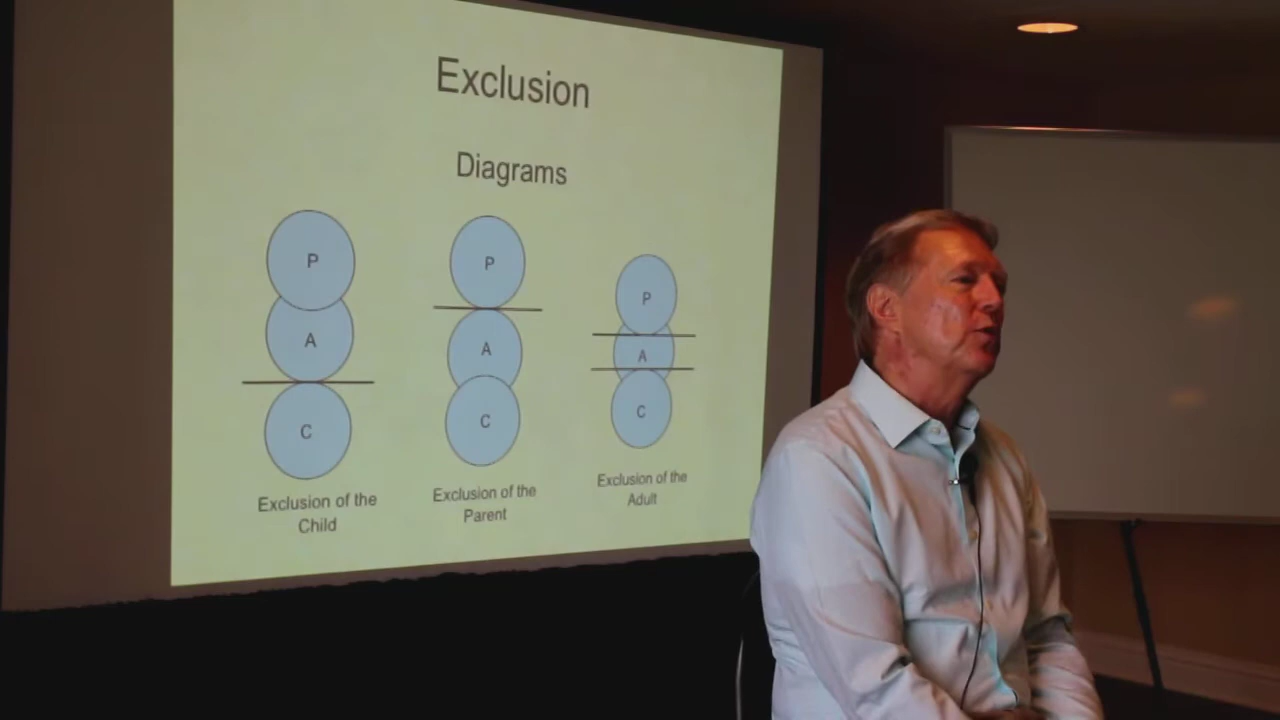 Exclusion
Diagrams
P
A
C
Exclusion of the
Child
P
A
C
Exclusion of the
Parent
P
A
C
Exclusion of the
Adult